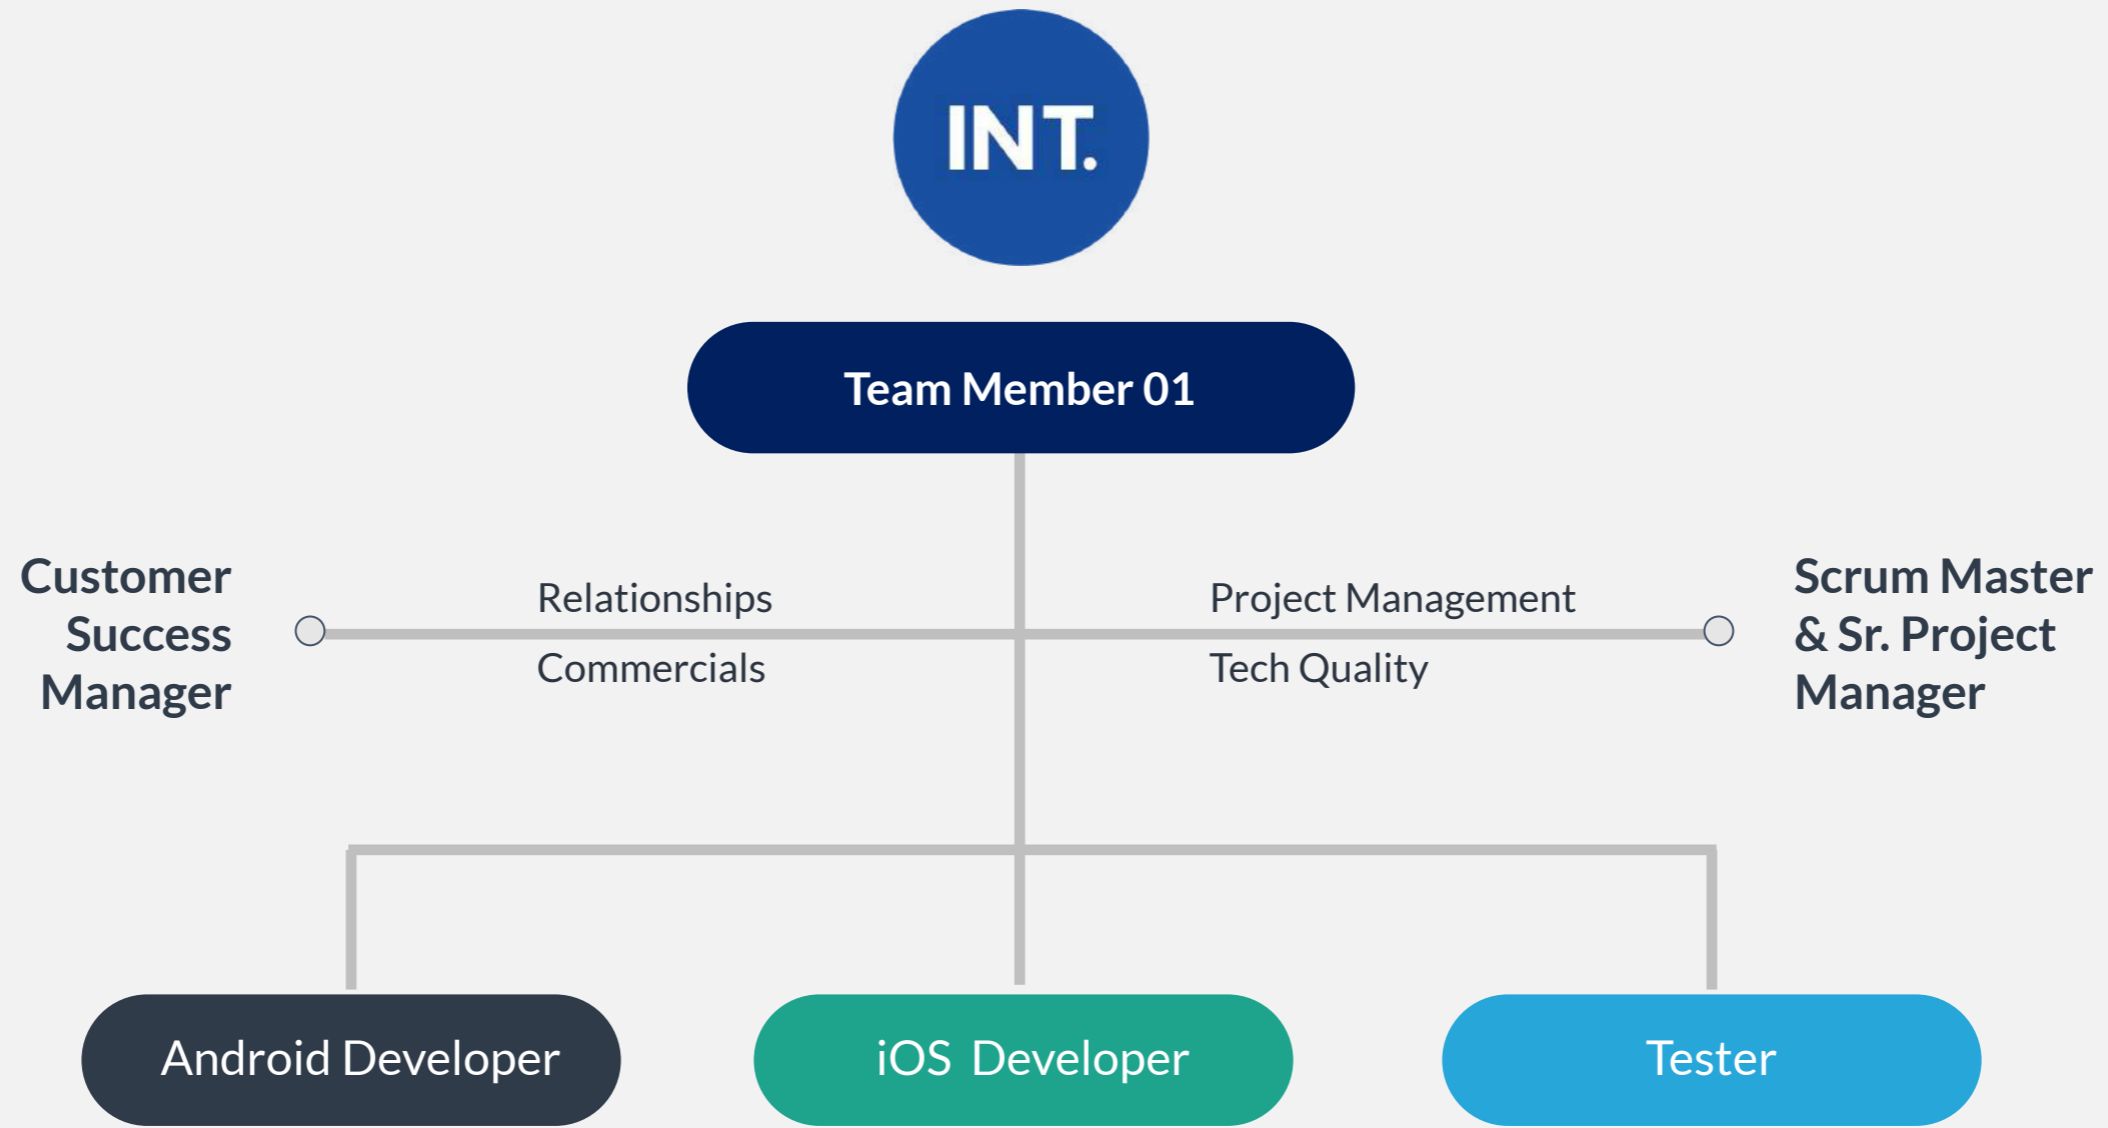 INT.
Team Member 01
Customer
Success
Manager
Relationships
Commercials
Project Management
Tech Quality
Scrum Master
& Sr. Project
Manager
Android Developer
iOS Developer
Tester